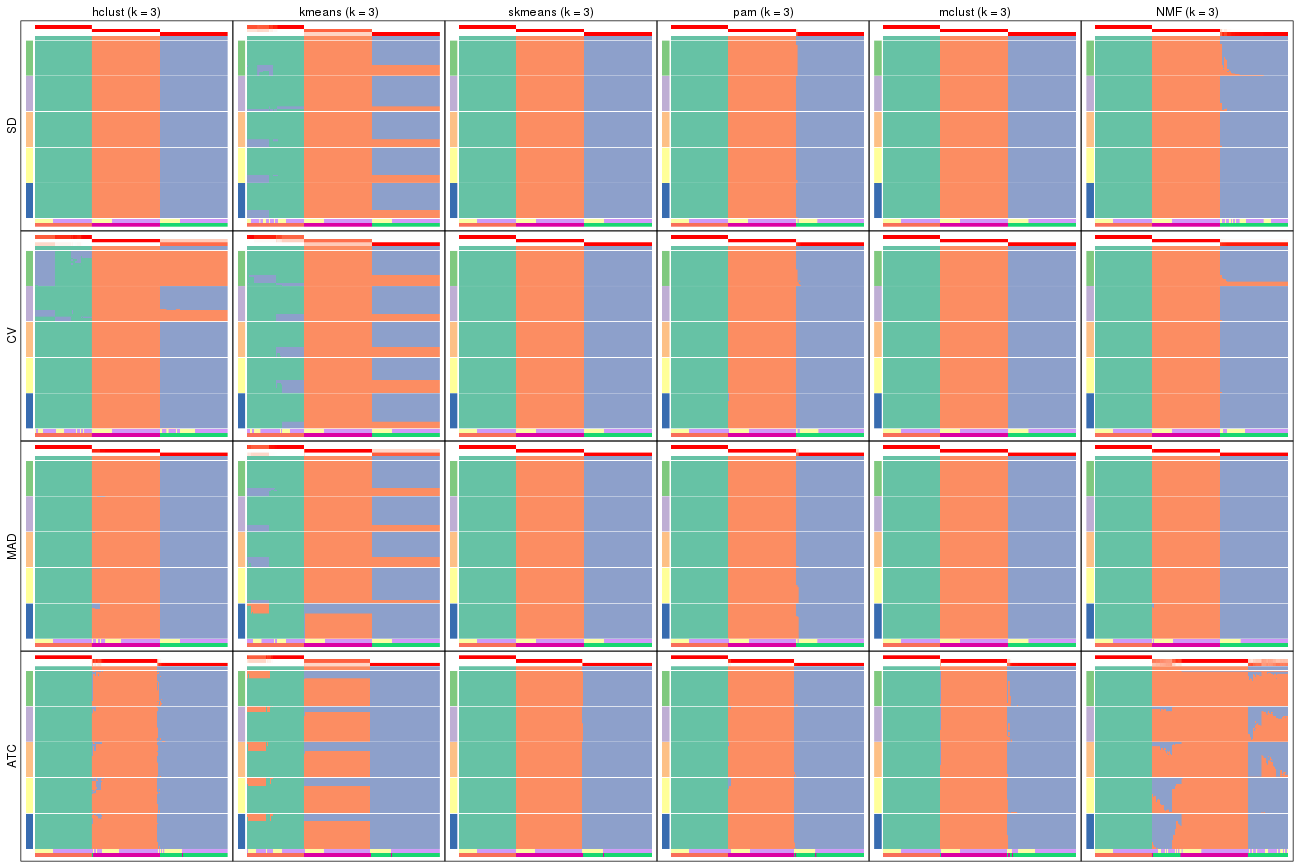 hclust (k = 3)
kmeans (k = 3)
skmeans (k = 3)
pam (k = 3)
mclust (k = 3)
NMF (k = 3)
SD
CV
MAD
ATC